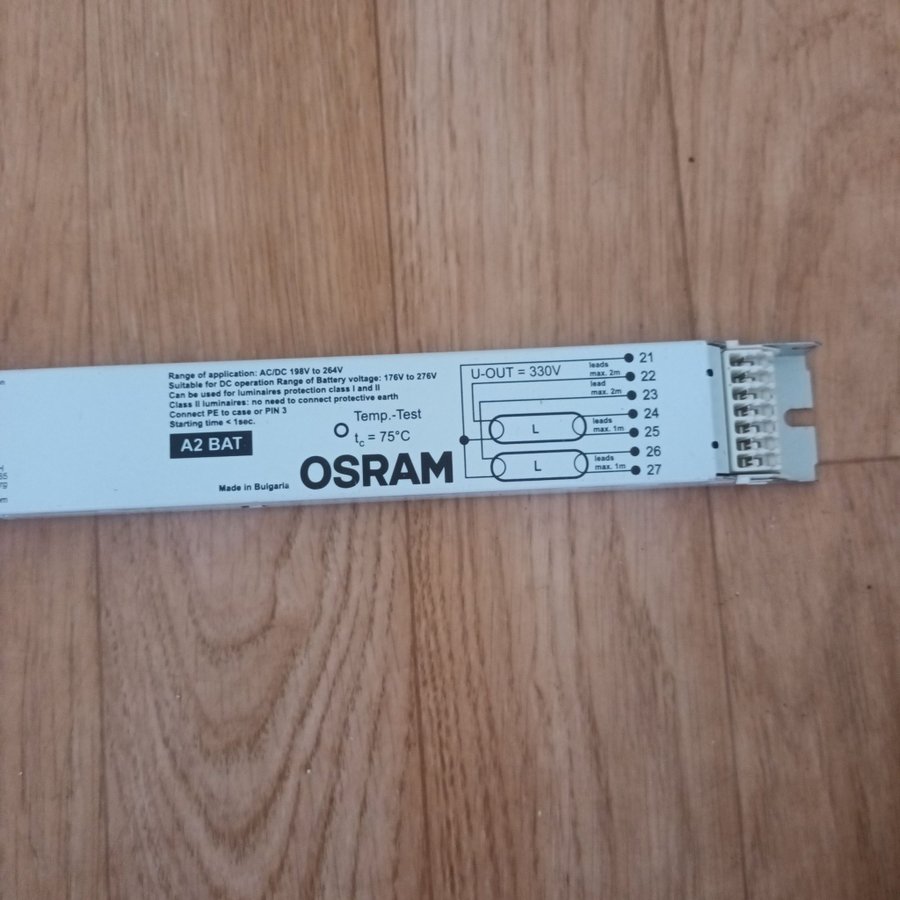 Range of application: AC/DC 198V to 264V
Suitable for DC operation Range of Battery voltage: 176V to 276V
Can be used for luminaires protection class I and II
Class II luminaires: no need to connect protective earth
Connect PE to case or PIN 3
Starting time < 1sec.
A2 BAT
Temp.-Test
tc = 75°C
OSRAM
Made in Bulgaria
U-OUT = 330V
leads
max. 2m
lead
max. 2m
leads
max. 1m
leads
max. 1m
L
L
21
22
23
24
25
26
27